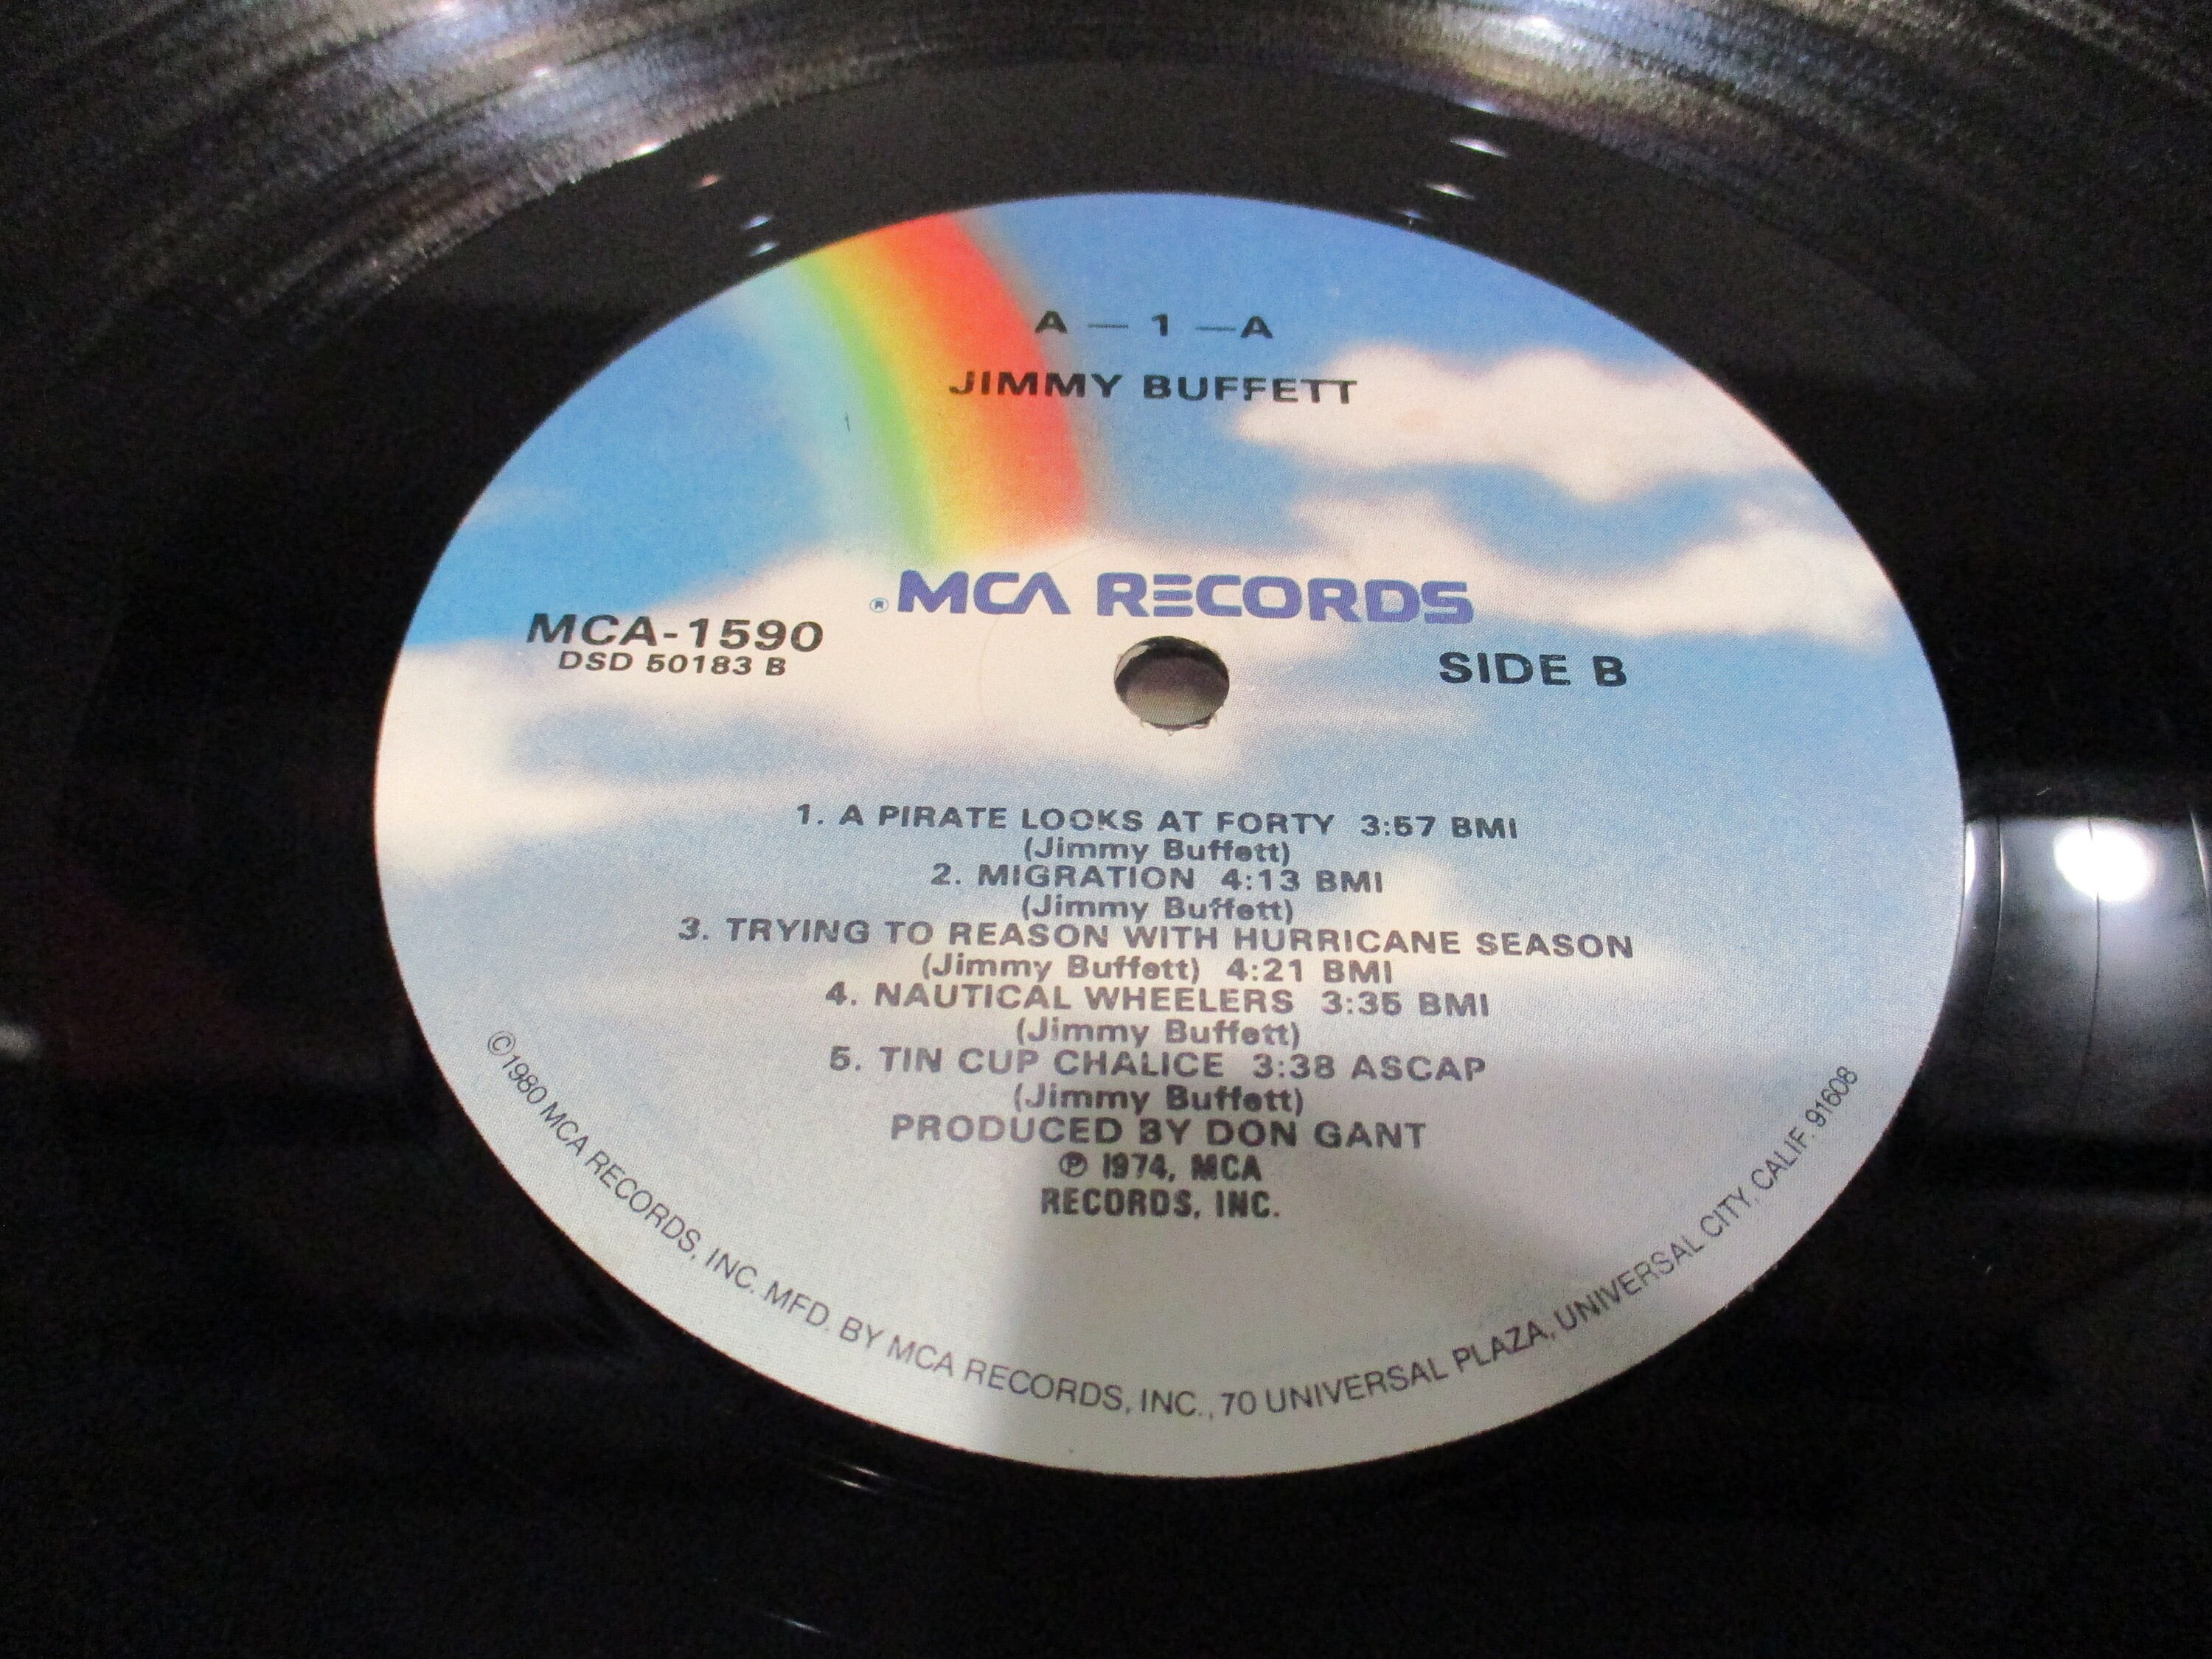 A — 1 — A
JIMMY BUFFETT
® MCA RECORDS
MCA-1590
DSD 50183 B
SIDE B
1. A PIRATE LOOKS AT FORTY 3:57 BMI
(Jimmy Buffett)
2. MIGRATION 4:13 BMI
(Jimmy Buffett)
3. TRYING TO REASON WITH HURRICANE SEASON
(Jimmy Buffett) 4:21 BMI
4. NAUTICAL WHEELERS 3:35 BMI
(Jimmy Buffett)
5. TIN CUP CHALICE 3:38 ASCAP
(Jimmy Buffett)
PRODUCED BY DON GANT
℗ 1974, MCA
RECORDS, INC.
©1980 MCA RECORDS, INC. MFD. BY MCA RECORDS, INC., 70 UNIVERSAL PLAZA, UNIVERSAL CITY, CALIF. 91608